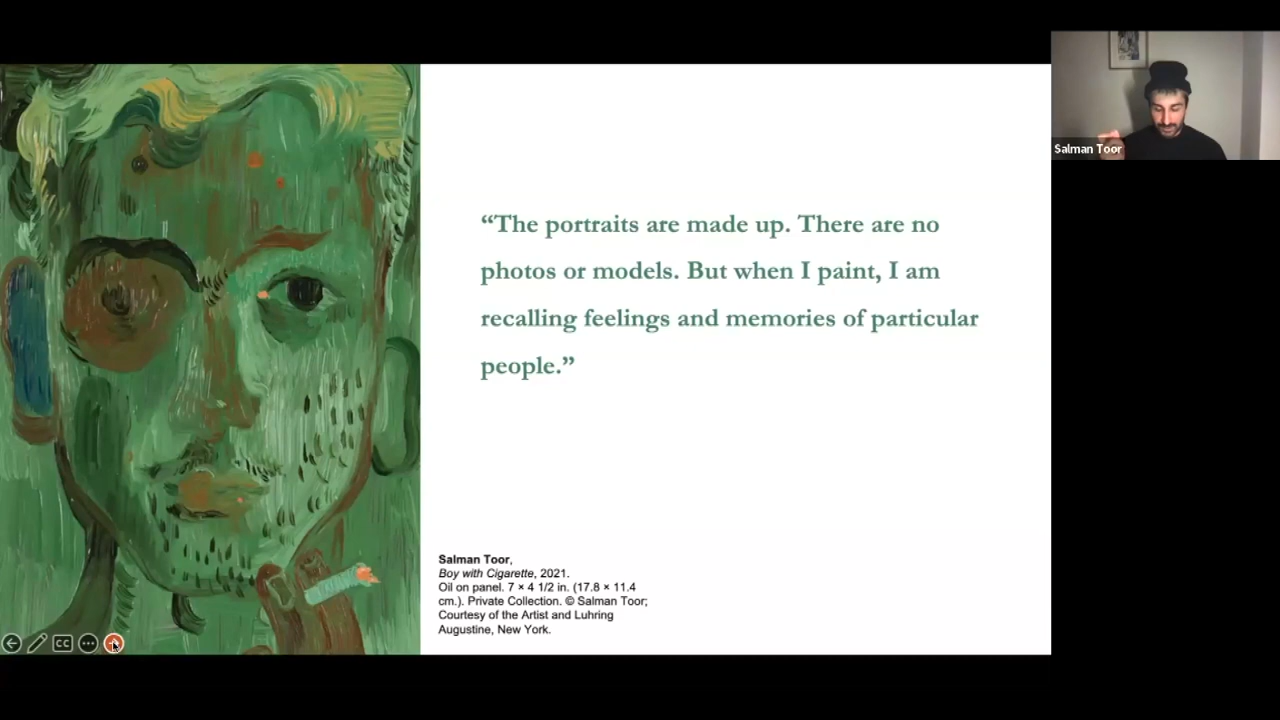 Salman Toor
“The portraits are made up. There are no
photos or models. But when I paint, I am
recalling feelings and memories of particular
people.”
Salman Toor,
Boy with Cigarette, 2021.
Oil on panel. 7 × 4 1/2 in. (17.8 × 11.4
cm.). Private Collection. © Salman Toor;
Courtesy of the Artist and Luhring
Augustine, New York.
CC